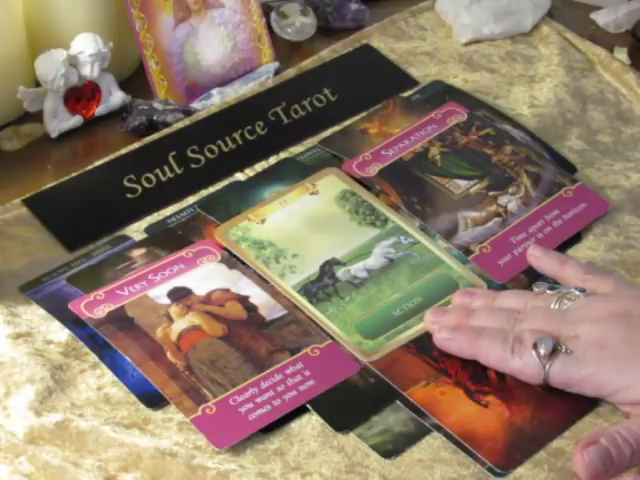 Soul Source Tarot
SEPARATION
Time apart from
your partner is on the horizon.
VERY SOON
Clearly decide what
you want so that it
comes to you now.
ACTION